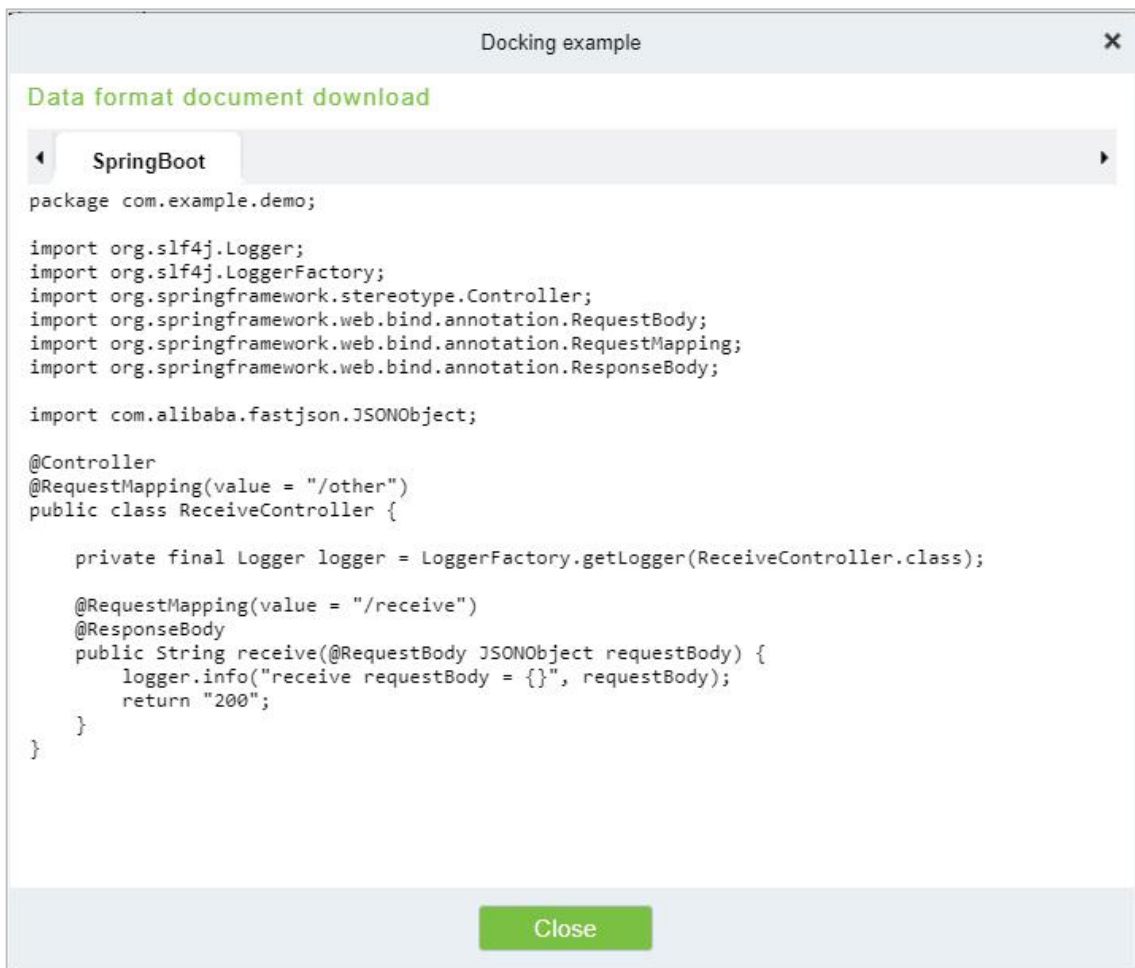 Docking example
Data format document download
SpringBoot
package com.example.demo;
import org.slf4j.Logger;
import org.slf4j.LoggerFactory;
import org.springframework.stereotype.Controller;
import org.springframework.web.bind.annotation.RequestBody;
import org.springframework.web.bind.annotation.RequestMapping;
import org.springframework.web.bind.annotation.ResponseBody;
import com.alibaba.fastjson.JSONObject;
@Controller
@RequestMapping(value = "/other")
public class ReceiveController {
    private final Logger logger = LoggerFactory.getLogger(ReceiveController.class);
    @RequestMapping(value = "/receive")
    @ResponseBody
    public String receive(@RequestBody JSONObject requestBody) {
        logger.info("receive requestBody = {}", requestBody);
        return "200";
    }
}
Close